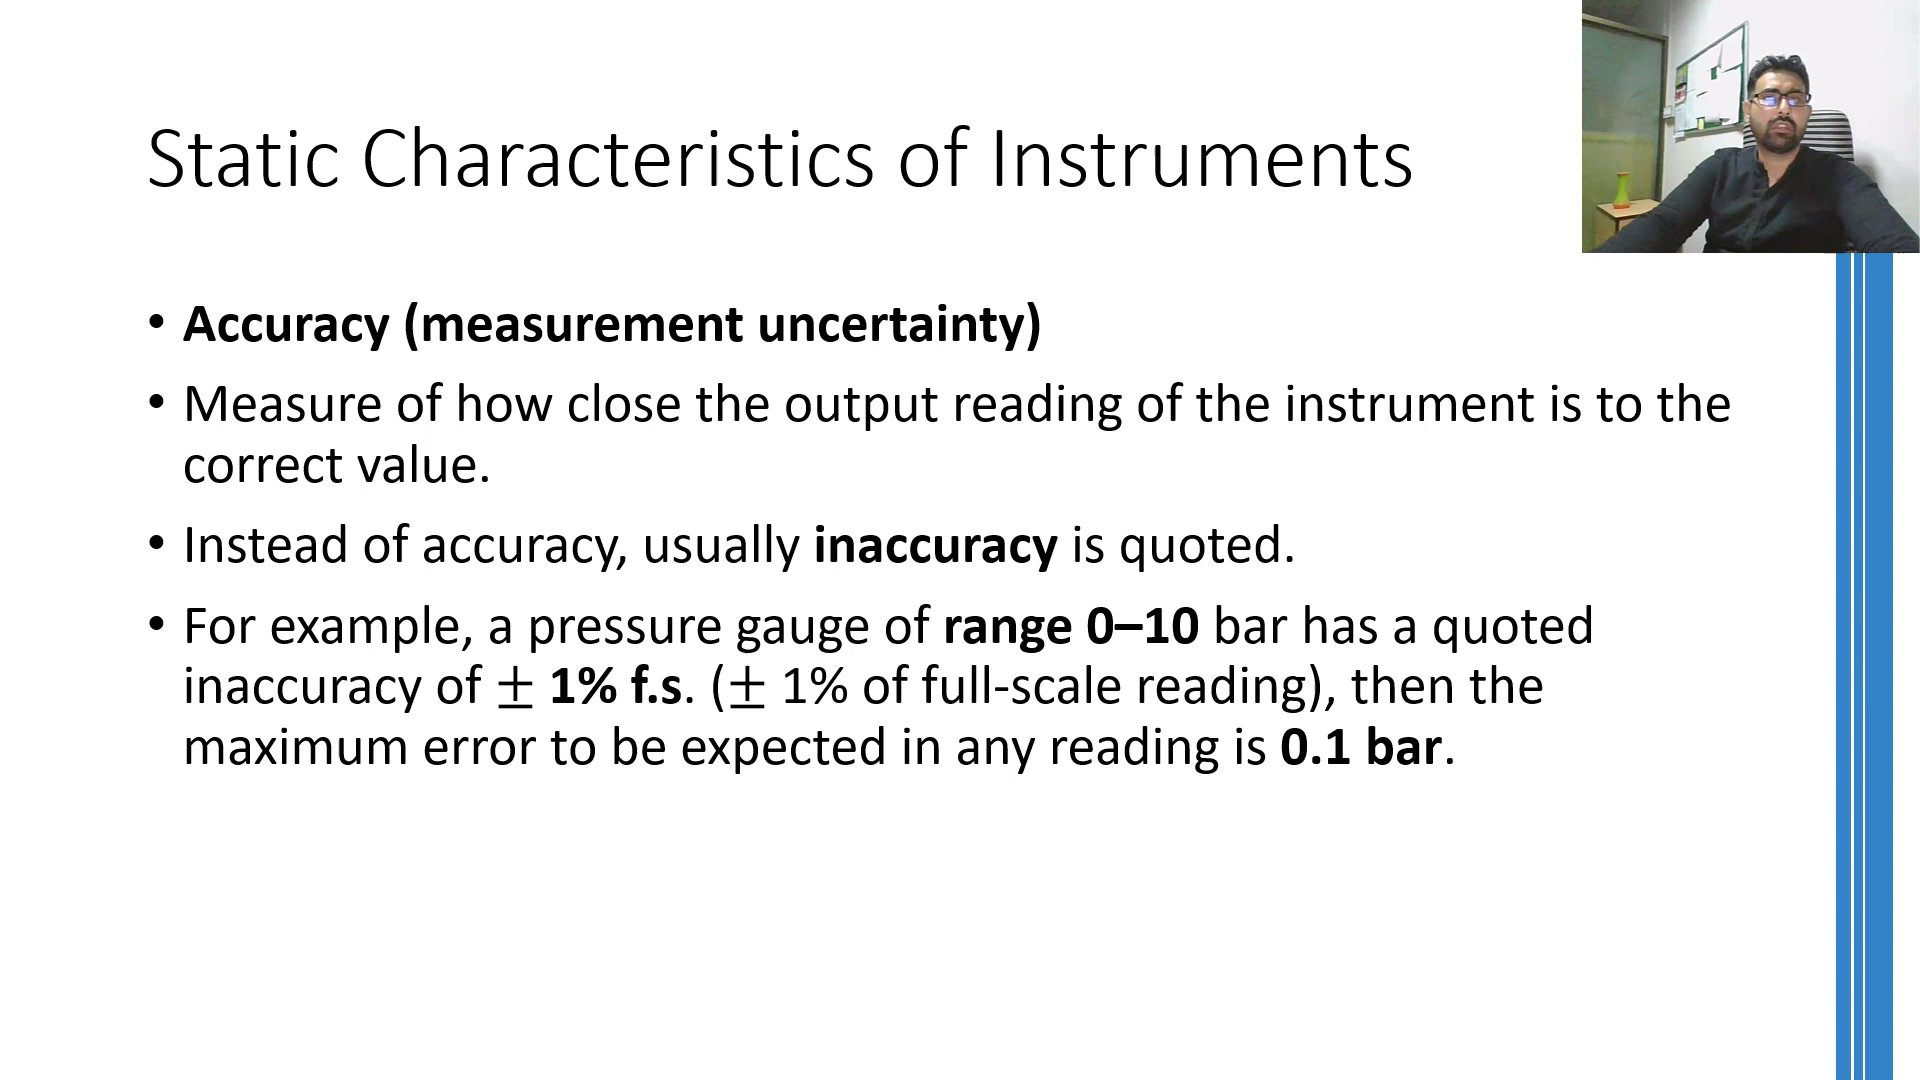 Static Characteristics of Instruments
• Accuracy (measurement uncertainty)
• Measure of how close the output reading of the instrument is to the
correct value.
• Instead of accuracy, usually inaccuracy is quoted.
• For example, a pressure gauge of range 0–10 bar has a quoted
inaccuracy of ± 1% f.s. (± 1% of full-scale reading), then the
maximum error to be expected in any reading is 0.1 bar.